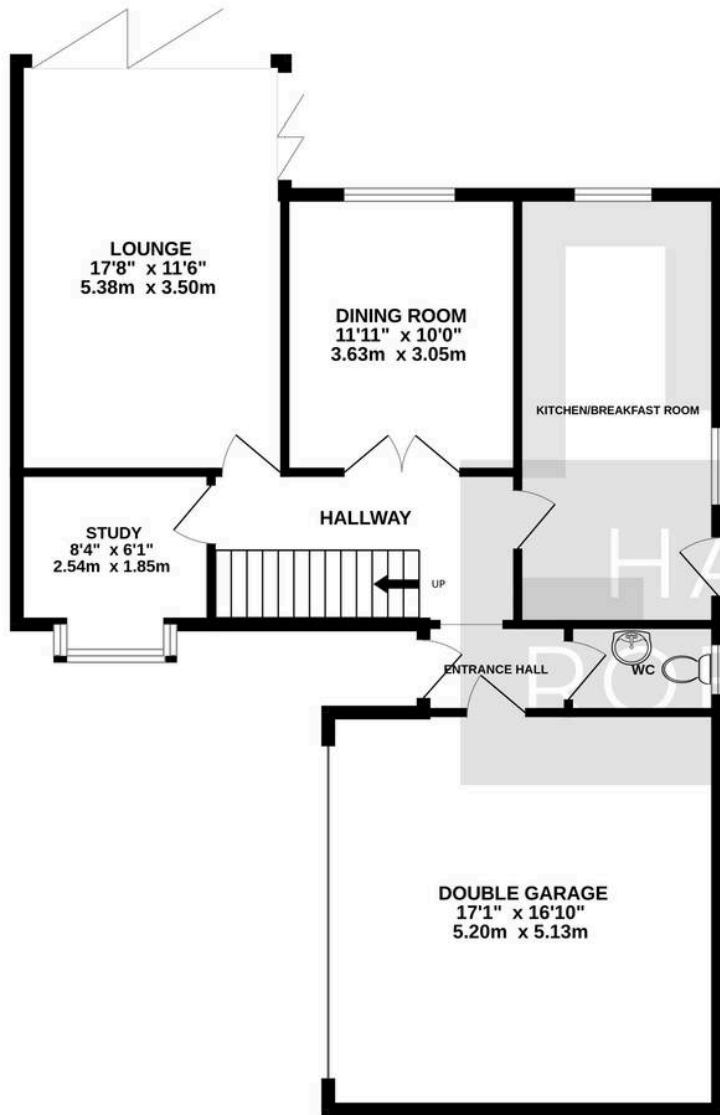 LOUNGE
17'8" x 11'6"
5.38m x 3.50m
DINING ROOM
11'11" x 10'0"
3.63m x 3.05m
KITCHEN/BREAKFAST ROOM
STUDY
8'4" x 6'1"
2.54m x 1.85m
HALLWAY
UP
HA
ENTRANCE HALL
WC
DOUBLE GARAGE
17'1" x 16'10"
5.20m x 5.13m